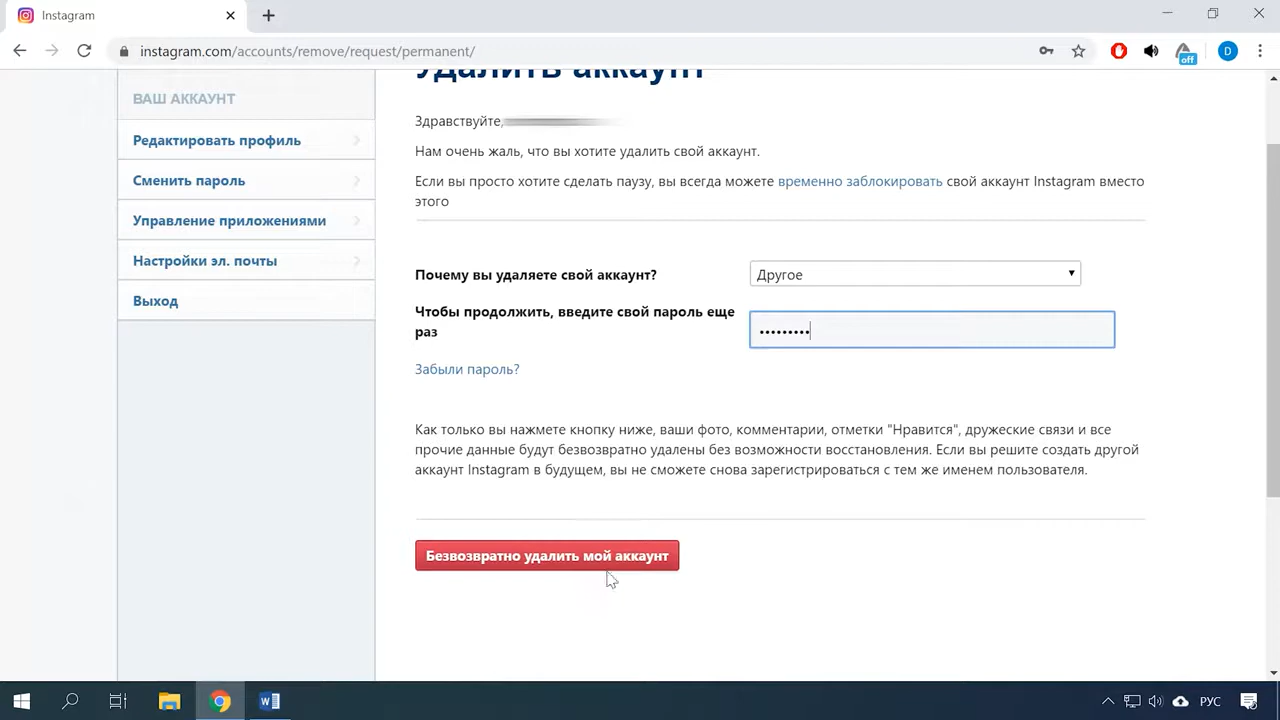 Instagram
instagram.com/accounts/remove/request/permanent/
D
off
Удалить аккаунт
ВАШ АККАУНТ
Редактировать профиль
Сменить пароль
Управление приложениями
Настройки эл. почты
Выход
Здравствуйте,
Нам очень жаль, что вы хотите удалить свой аккаунт.
Если вы просто хотите сделать паузу, вы всегда можете временно заблокировать свой аккаунт Instagram вместо
этого
Почему вы удаляете свой аккаунт?
Другое
Чтобы продолжить, введите свой пароль еще
раз
•••••••••
Забыли пароль?
Как только вы нажмете кнопку ниже, ваши фото, комментарии, отметки "Нравится", дружеские связи и все
прочие данные будут безвозвратно удалены без возможности восстановления. Если вы решите создать другой
аккаунт Instagram в будущем, вы не сможете снова зарегистрироваться с тем же именем пользователя.
Безвозвратно удалить мой аккаунт
РУС